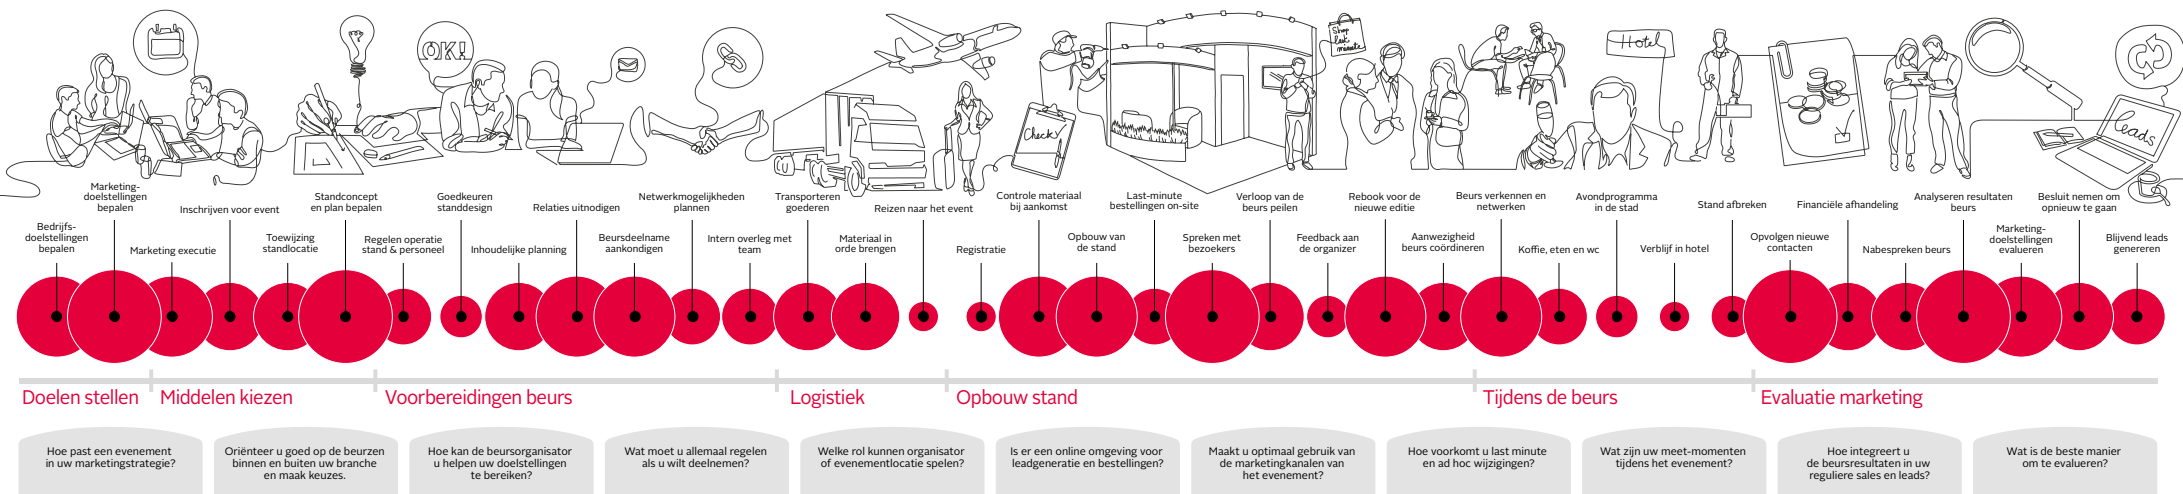 OK!
Check
Shop
last
minute
Hotel
Leads
Bedrijfs-
doelstellingen
bepalen
Marketing-
doelstellingen
bepalen
Marketing executie
Inschrijven voor event
Toewijzing
standlocatie
Standconcept
en plan bepalen
Regelen operatie
stand & personeel
Goedkeuren
standdesign
Inhoudelijke planning
Relaties uitnodigen
Beursdeelname
aankondigen
Netwerkmogelijkheden
plannen
Intern overleg met
team
Transporteren
goederen
Materiaal in
orde brengen
Reizen naar het event
Registratie
Controle materiaal
bij aankomst
Opbouw van
de stand
Last-minute
bestellingen on-site
Spreken met
bezoekers
Verloop van de
beurs peilen
Feedback aan
de organizer
Rebook voor de
nieuwe editie
Aanwezigheid
beurs coördineren
Beurs verkennen en
netwerken
Koffie, eten en wc
Avondprogramma
in de stad
Verblijf in hotel
Stand afbreken
Opvolgen nieuwe
contacten
Financiële afhandeling
Nabespreken beurs
Analyseren resultaten
beurs
Marketing-
doelstellingen
evalueren
Besluit nemen om
opnieuw te gaan
Blijvend leads
genereren
Doelen stellen
Middelen kiezen
Voorbereidingen beurs
Logistiek
Opbouw stand
Tijdens de beurs
Evaluatie marketing
Hoe past een evenement
in uw marketingstrategie?
Oriënteer u goed op de beurzen
binnen en buiten uw branche
en maak keuzes.
Hoe kan de beursorganisator
u helpen uw doelstellingen
te bereiken?
Wat moet u allemaal regelen
als u wilt deelnemen?
Welke rol kunnen organisator
of evenementlocatie spelen?
Is er een online omgeving voor
leadgeneratie en bestellingen?
Maakt u optimaal gebruik van
de marketingkanalen van
het evenement?
Hoe voorkomt u last minute
en ad hoc wijzigingen?
Wat zijn uw meet-momenten
tijdens het evenement?
Hoe integreert u
de beursresultaten in uw
reguliere sales en leads?
Wat is de beste manier
om te evalueren?